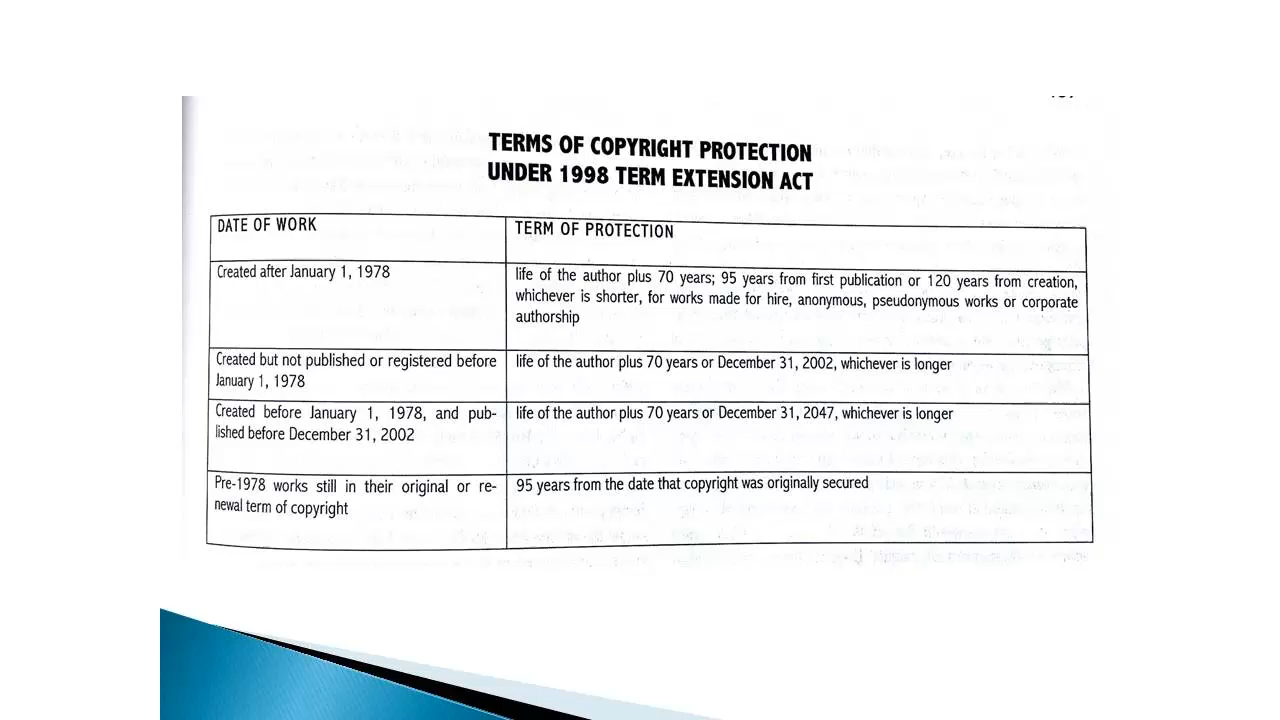 TERMS OF COPYRIGHT PROTECTION
UNDER 1998 TERM EXTENSION ACT
DATE OF WORK
TERM OF PROTECTION
Created after January 1, 1978
life of the author plus 70 years; 95 years from first publication or 120 years from creation,
whichever is shorter, for works made for hire, anonymous, pseudonymous works or corporate
authorship
Created but not published or registered before
January 1, 1978
life of the author plus 70 years or December 31, 2002, whichever is longer
Created before January 1, 1978, and pub-
lished before December 31, 2002
life of the author plus 70 years or December 31, 2047, whichever is longer
Pre-1978 works still in their original or re-
newal term of copyright
95 years from the date that copyright was originally secured